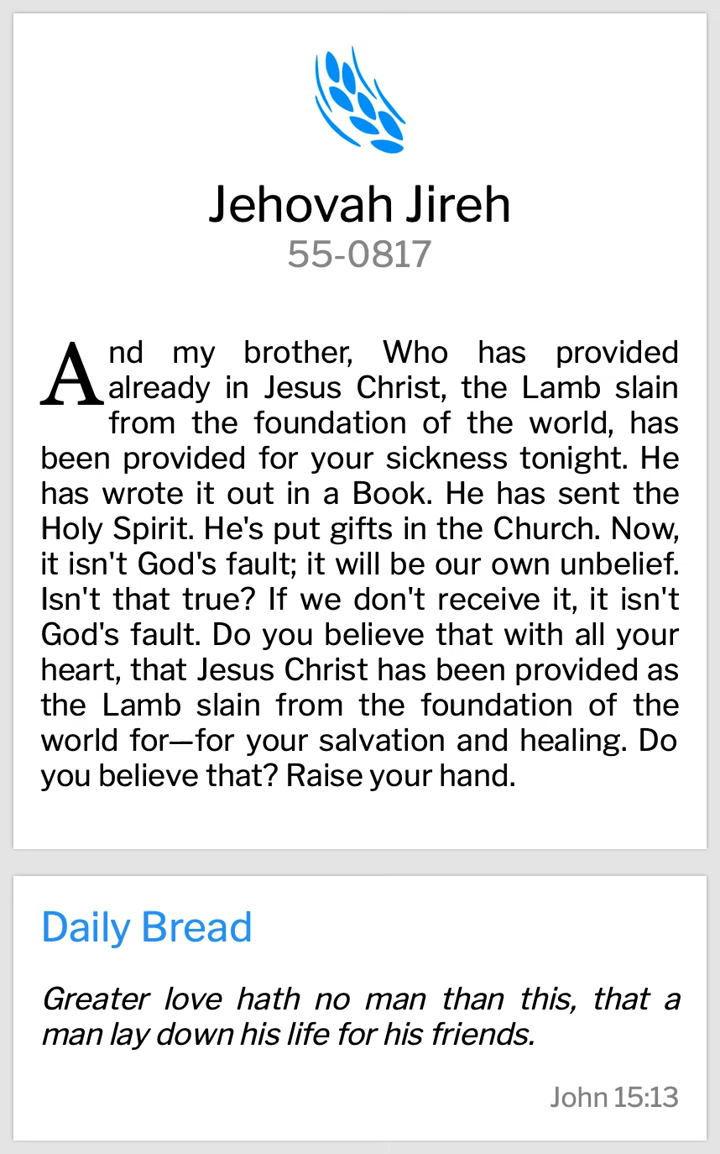 Jehovah Jireh
55-0817
And my brother, Who has provided
already in Jesus Christ, the Lamb slain
from the foundation of the world, has
been provided for your sickness tonight. He
has wrote it out in a Book. He has sent the
Holy Spirit. He's put gifts in the Church. Now,
it isn't God's fault; it will be our own unbelief.
Isn't that true? If we don't receive it, it isn't
God's fault. Do you believe that with all your
heart, that Jesus Christ has been provided as
the Lamb slain from the foundation of the
world for—for your salvation and healing. Do
you believe that? Raise your hand.
Daily Bread
Greater love hath no man than this, that a
man lay down his life for his friends.
John 15:13